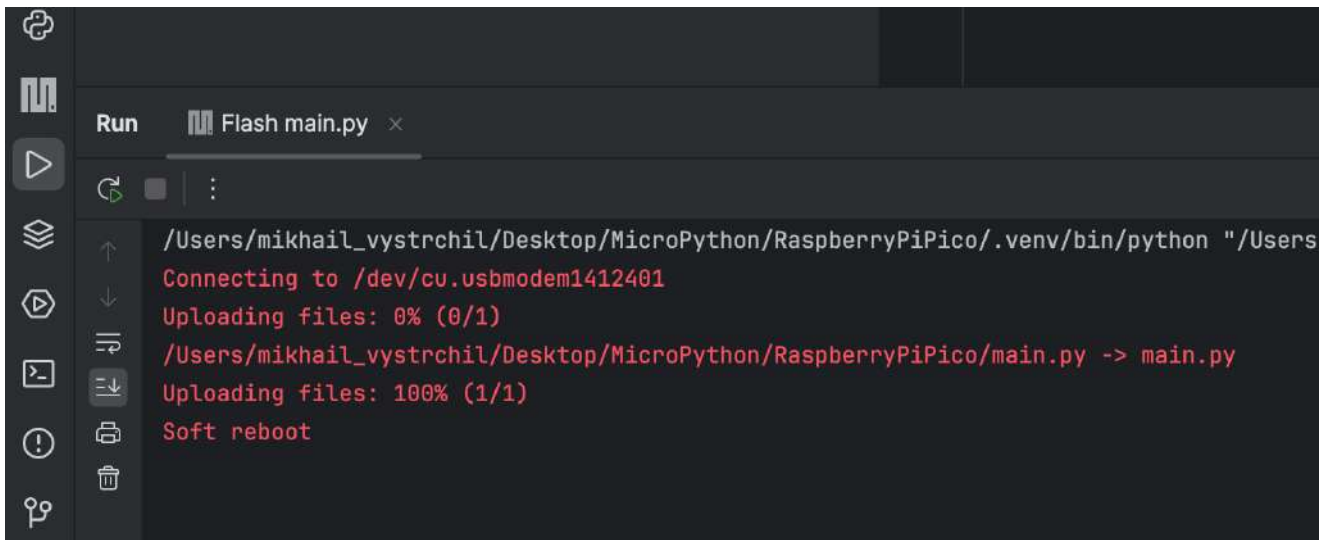 Run
Flash main.py
/Users/mikhail_vystrchil/Desktop/MicroPython/RaspberryPiPico/.venv/bin/python "/Users
Connecting to /dev/cu.usbmodem1412401
Uploading files: 0% (0/1)
/Users/mikhail_vystrchil/Desktop/MicroPython/RaspberryPiPico/main.py -> main.py
Uploading files: 100% (1/1)
Soft reboot